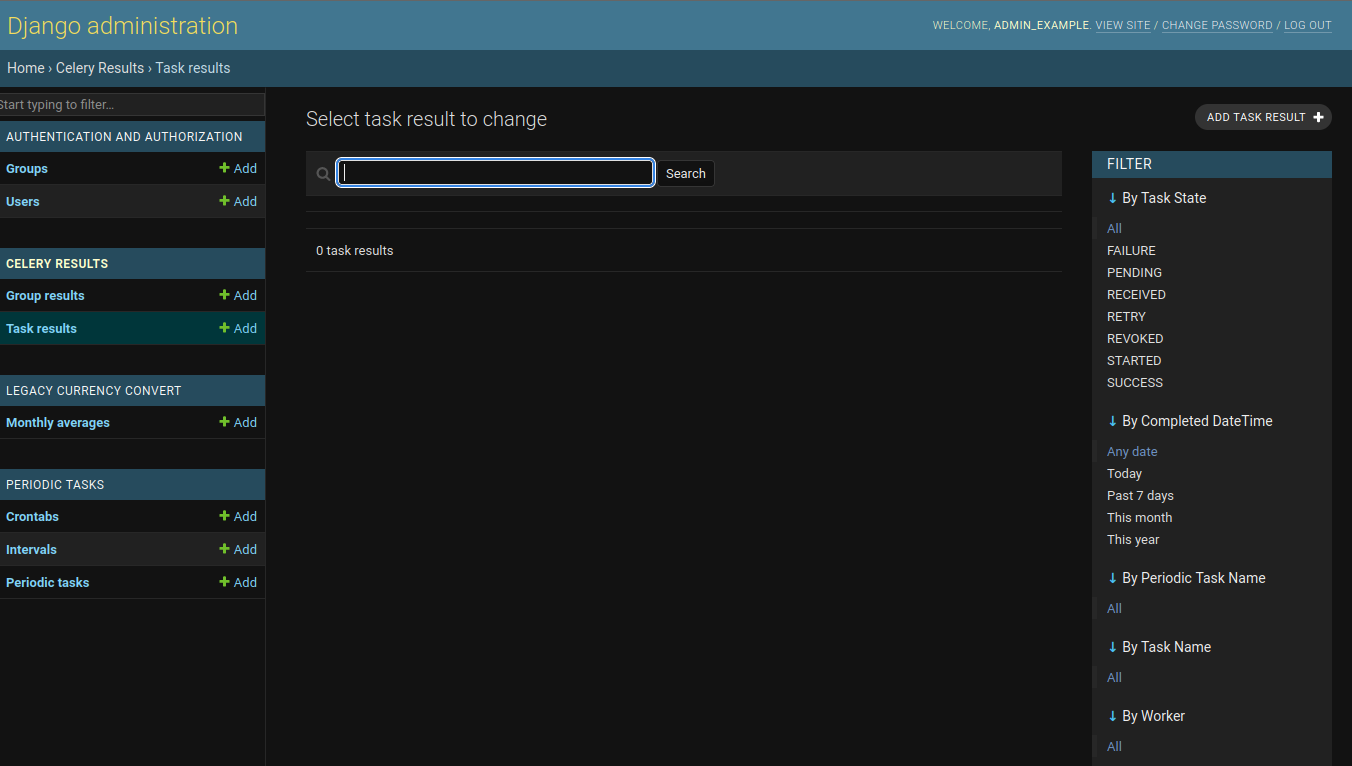 Django administration
WELCOME, ADMIN_EXAMPLE. VIEW SITE / CHANGE PASSWORD / LOG OUT
Home › Celery Results › Task results
Start typing to filter...
AUTHENTICATION AND AUTHORIZATION
Groups + Add
Users + Add
CELERY RESULTS
Group results + Add
Task results + Add
LEGACY CURRENCY CONVERT
Monthly averages + Add
PERIODIC TASKS
Crontabs + Add
Intervals + Add
Periodic tasks + Add
Select task result to change
ADD TASK RESULT +
Search
0 task results
FILTER
↓ By Task State
All
FAILURE
PENDING
RECEIVED
RETRY
REVOKED
STARTED
SUCCESS
↓ By Completed DateTime
Any date
Today
Past 7 days
This month
This year
↓ By Periodic Task Name
All
↓ By Task Name
All
↓ By Worker
All